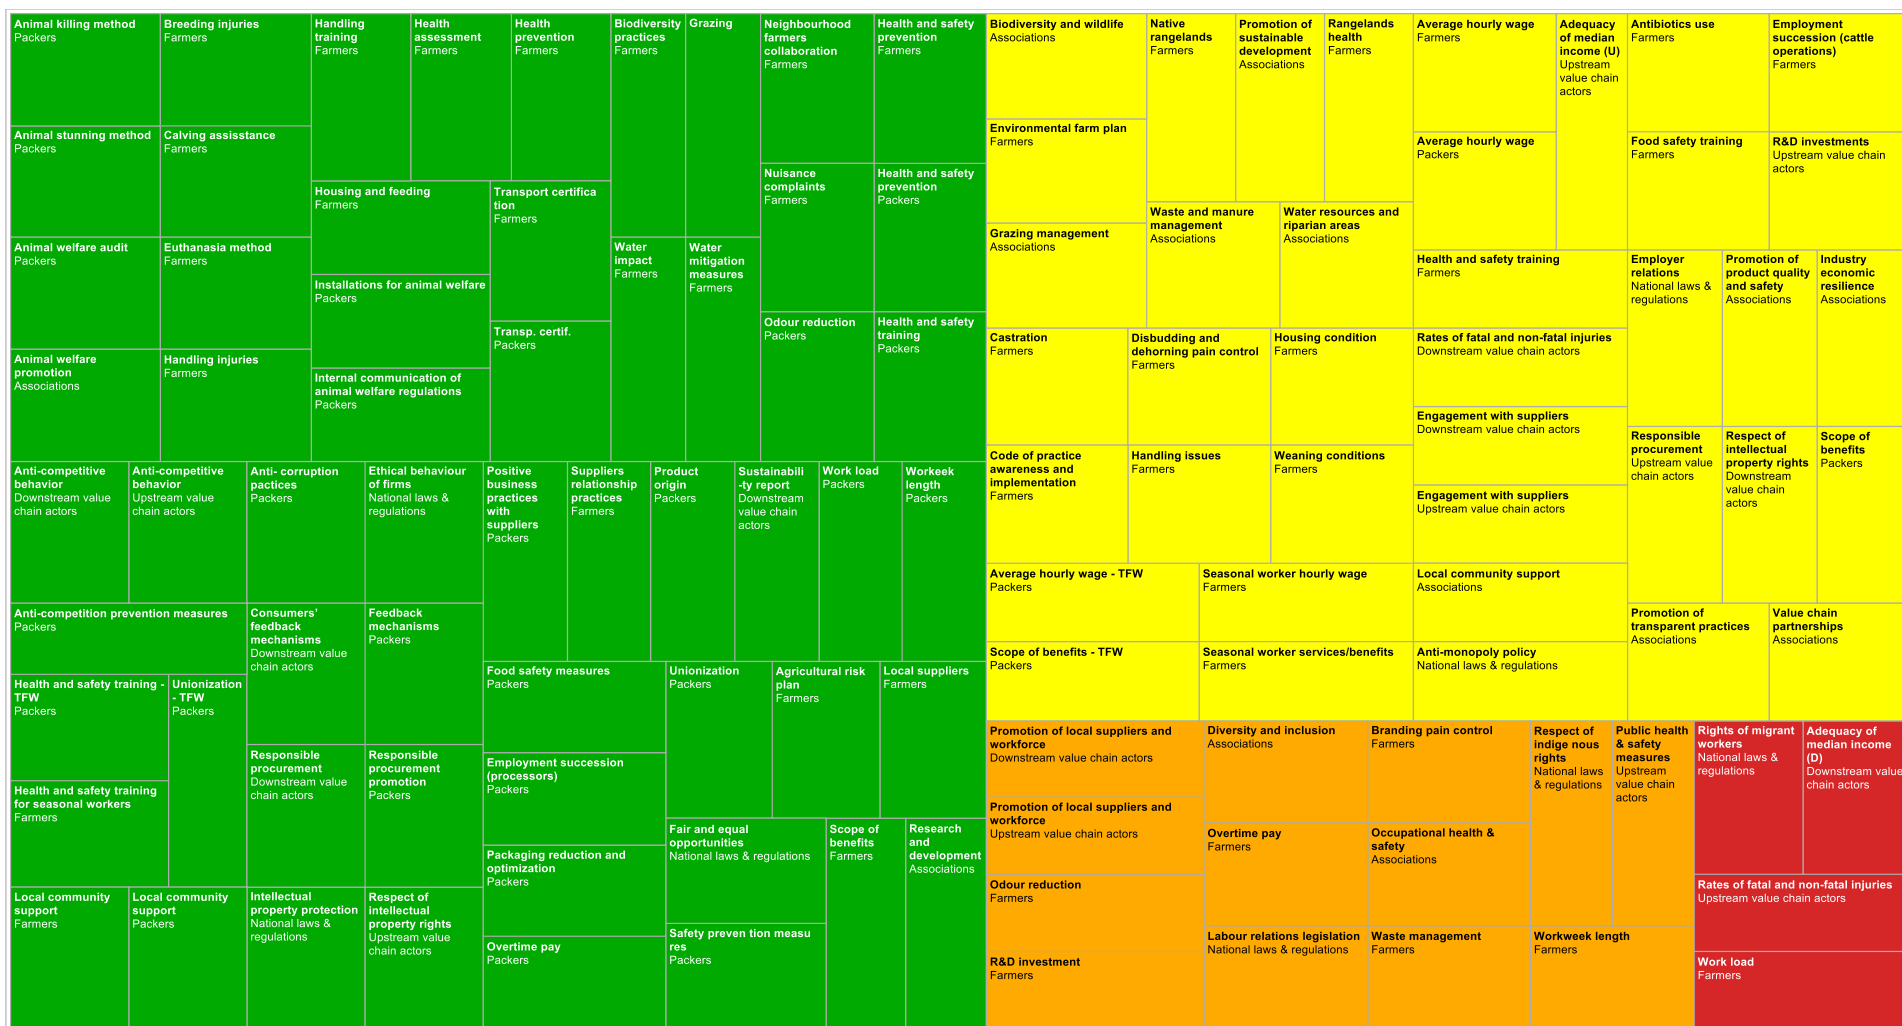 Animal killing method
Packers
Breeding injuries
Farmers
Handling
training
Farmers
Health
assessment
Farmers
Health
prevention
Farmers
Biodiversity
practices
Farmers
Grazing
Neighbourhood
farmers
collaboration
Farmers
Health and safety
prevention
Farmers
Animal stunning method
Packers
Calving assisstance
Farmers
Housing and feeding
Farmers
Transport certifica
tion
Farmers
Nuisance
complaints
Farmers
Health and safety
prevention
Packers
Animal welfare audit
Packers
Euthanasia method
Farmers
Installations for animal welfare
Packers
Water
impact
Farmers
Water
mitigation
measures
Farmers
Transp. certif.
Packers
Odour reduction
Packers
Health and safety
training
Packers
Animal welfare
promotion
Associations
Handling injuries
Farmers
Internal communication of
animal welfare regulations
Packers
Anti-competitive
behavior
Downstream value
chain actors
Anti-competitive
behavior
Upstream value
chain actors
Anti- corruption
pactices
Packers
Ethical behaviour
of firms
National laws &
regulations
Positive
business
practices
with
suppliers
Packers
Suppliers
relationship
practices
Farmers
Product
origin
Packers
Sustainabili
-ty report
Downstream
value chain
actors
Work load
Packers
Workeek
length
Packers
Anti-competition prevention measures
Packers
Consumers'
feedback
mechanisms
Downstream value
chain actors
Feedback
mechanisms
Packers
Health and safety training -
TFW
Packers
Unionization
- TFW
Packers
Food safety measures
Packers
Unionization
Packers
Agricultural risk
plan
Farmers
Local suppliers
Farmers
Responsible
procurement
Downstream value
chain actors
Responsible
procurement
promotion
Packers
Employment succession
(processors)
Packers
Health and safety training
for seasonal workers
Farmers
Fair and equal
opportunities
National laws & regulations
Scope of
benefits
Farmers
Research
and
development
Associations
Packaging reduction and
optimization
Packers
Local community
support
Farmers
Local community
support
Packers
Intellectual
property protection
National laws &
regulations
Respect of
intellectual
property rights
Upstream value
chain actors
Overtime pay
Packers
Safety preven tion measu
res
Packers
Biodiversity and wildlife
Associations
Native
rangelands
Farmers
Promotion of
sustainable
development
Associations
Rangelands
health
Farmers
Average hourly wage
Farmers
Adequacy
of median
income (U)
Upstream
value chain
actors
Antibiotics use
Farmers
Employment
succession (cattle
operations)
Farmers
Environmental farm plan
Farmers
Average hourly wage
Packers
Food safety training
Farmers
R&D investments
Upstream value chain
actors
Grazing management
Associations
Waste and manure
management
Associations
Water resources and
riparian areas
Associations
Health and safety training
Farmers
Employer
relations
National laws &
regulations
Promotion of
product quality
and safety
Associations
Industry
economic
resilience
Associations
Castration
Farmers
Disbudding and
dehorning pain control
Farmers
Housing condition
Farmers
Rates of fatal and non-fatal injuries
Downstream value chain actors
Engagement with suppliers
Downstream value chain actors
Responsible
procurement
Upstream value
chain actors
Respect of
intellectual
property rights
Downstream
value chain
actors
Scope of
benefits
Packers
Code of practice
awareness and
implementation
Farmers
Handling issues
Farmers
Weaning conditions
Farmers
Engagement with suppliers
Upstream value chain actors
Average hourly wage - TFW
Packers
Seasonal worker hourly wage
Farmers
Local community support
Associations
Promotion of
transparent practices
Associations
Value chain
partnerships
Associations
Scope of benefits - TFW
Packers
Seasonal worker services/benefits
Farmers
Anti-monopoly policy
National laws & regulations
Promotion of local suppliers and
workforce
Downstream value chain actors
Diversity and inclusion
Associations
Branding pain control
Farmers
Respect of
indige nous
rights
National laws
& regulations
Public health
& safety
measures
Upstream
value chain
actors
Rights of migrant
workers
National laws &
regulations
Adequacy of
median income
(D)
Downstream value
chain actors
Promotion of local suppliers and
workforce
Upstream value chain actors
Overtime pay
Farmers
Occupational health &
safety
Associations
Odour reduction
Farmers
Rates of fatal and non-fatal injuries
Upstream value chain actors
Labour relations legislation
National laws & regulations
Waste management
Farmers
Workweek length
Farmers
R&D investment
Farmers
Work load
Farmers